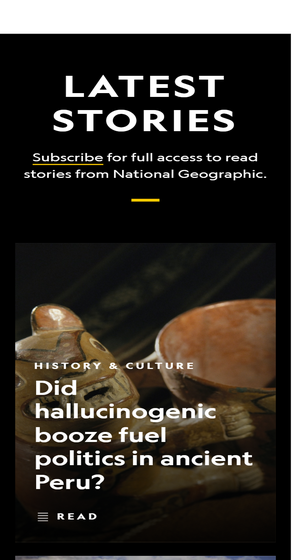 LATEST
STORIES
Subscribe for full access to read
stories from National Geographic.
HISTORY & CULTURE
Did
hallucinogenic
booze fuel
politics in ancient
Peru?
READ